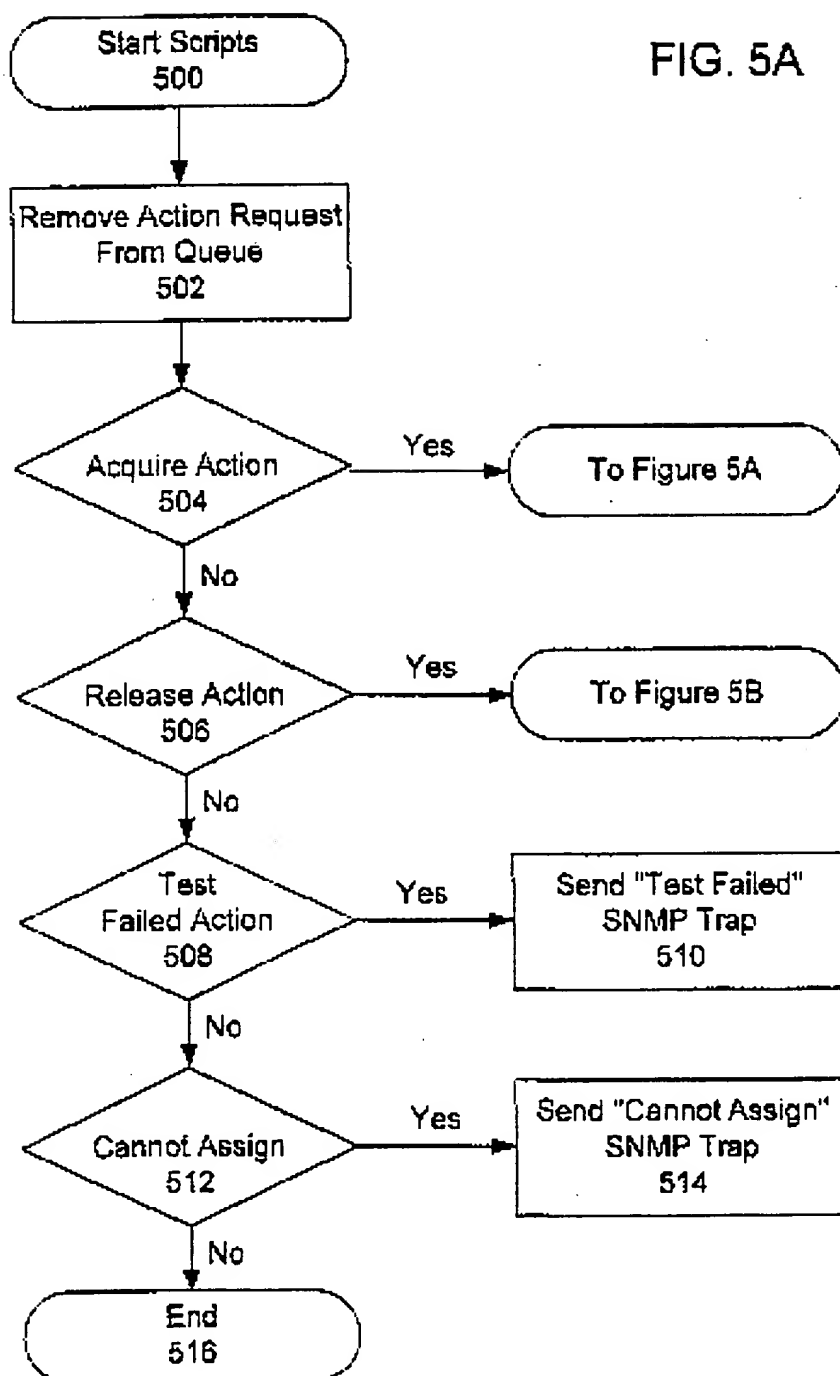 FIG. 5A
Start Scripts
500
Remove Action Request
From Queue
502
Acquire Action
504
Yes
To Figure 5A
No
Release Action
506
Yes
To Figure 5B
No
Test
Failed Action
508
Yes
Send "Test Failed"
SNMP Trap
510
No
Cannot Assign
512
Yes
Send "Cannot Assign"
SNMP Trap
514
No
End
516